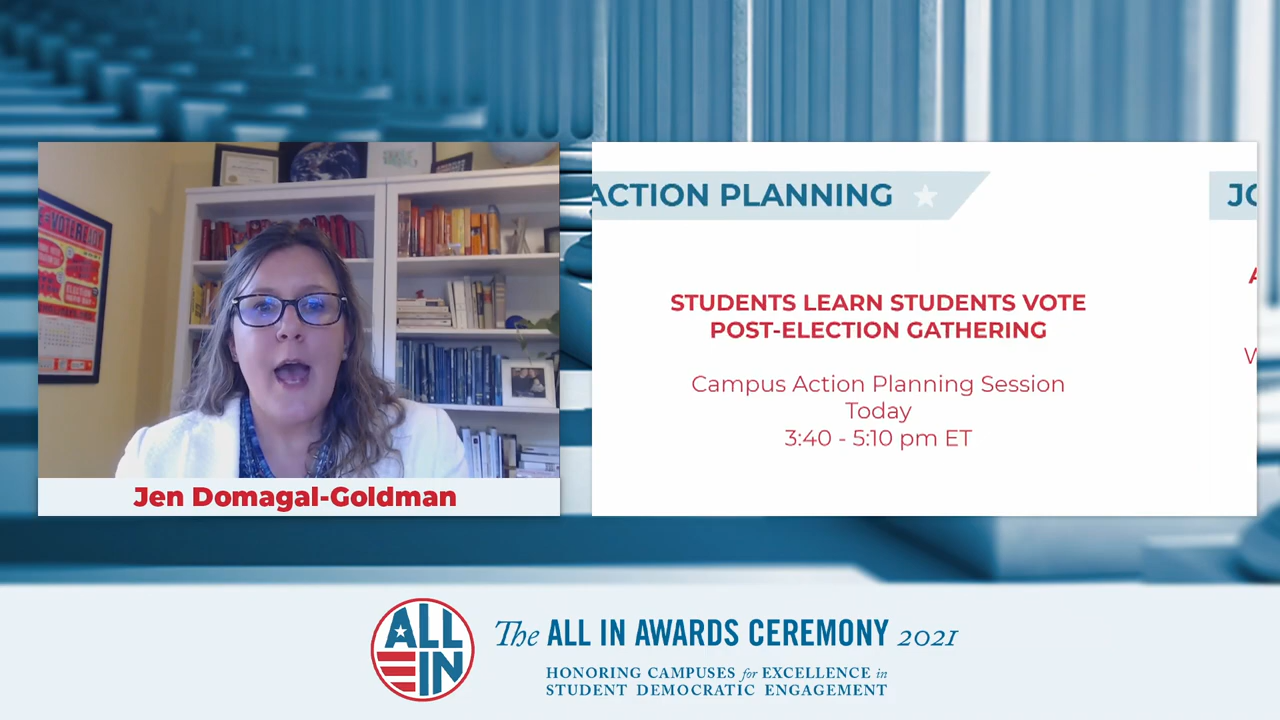 ACTION PLANNING
JO
STUDENTS LEARN STUDENTS VOTE
POST-ELECTION GATHERING
Campus Action Planning Session
Today
3:40 - 5:10 pm ET
Jen Domagal-Goldman
ALL
IN
The ALL IN AWARDS CEREMONY 2021
HONORING CAMPUSES for EXCELLENCE in
STUDENT DEMOCRATIC ENGAGEMENT